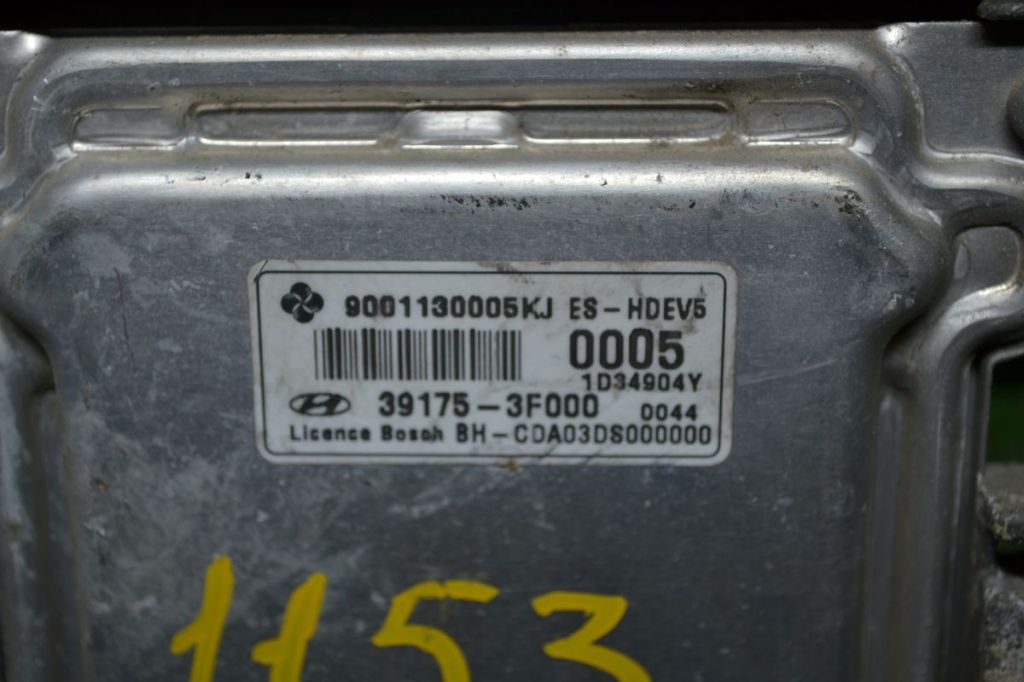 9001130005KJ ES-HDEV5
0005
1D34904Y
39175-3F000 0044
Licence Bosch BH-CDA03DS000000
1153